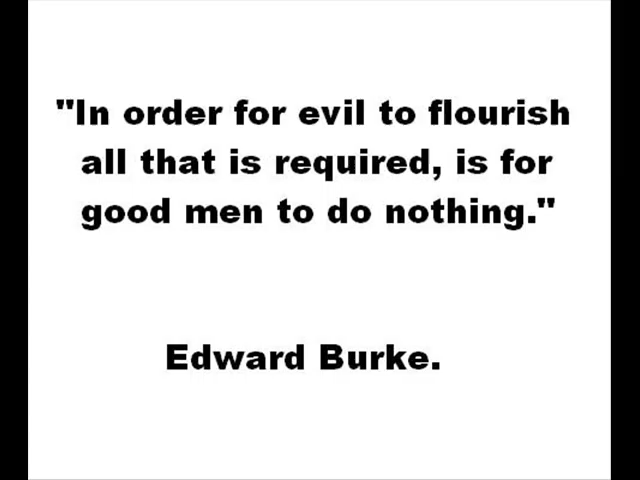 "In order for evil to flourish
all that is required, is for
good men to do nothing."
Edward Burke.